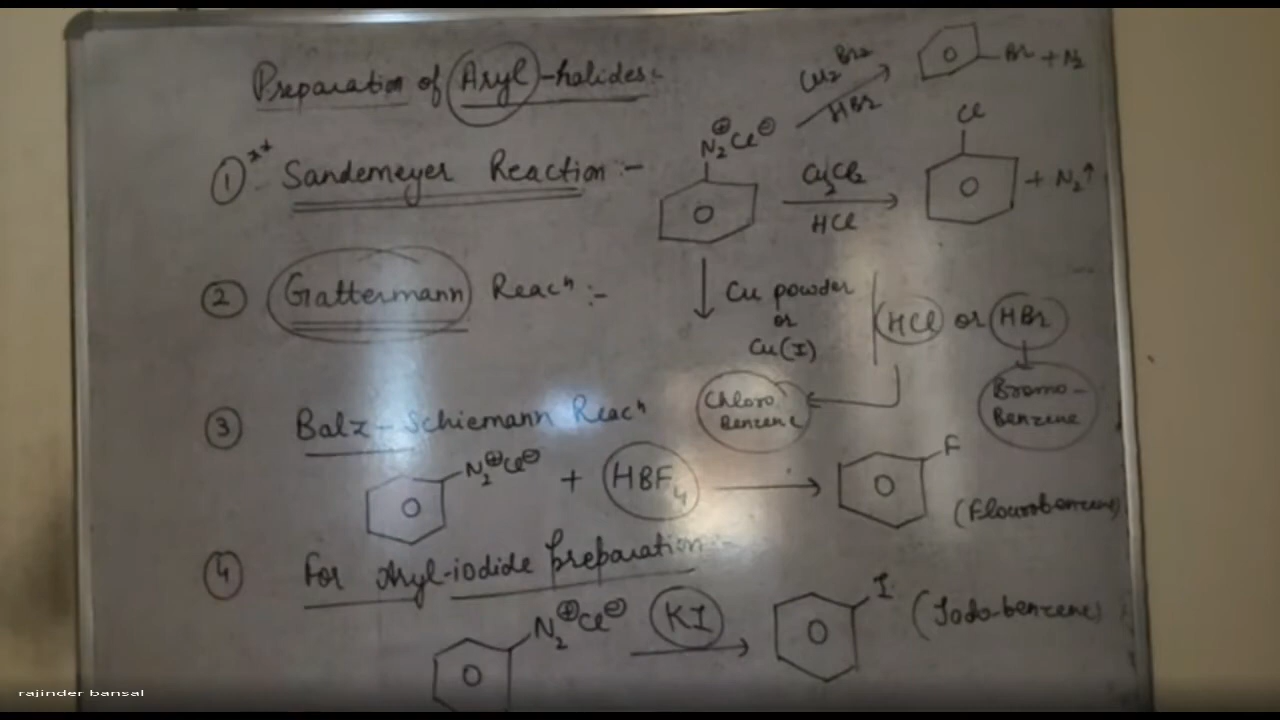 Preparation of Aryl-halides:
① ** Sandemeyer Reaction :-
N₂⊕Cl⊖
Cu₂Br₂
HBr
Br + N₂
Cu₂Cl₂
HCl
Cl
+ N₂↑
② Gattermann Reacⁿ :-
Cu powder
or
Cu(I)
HCl or HBr
Chloro
Benzene
Bromo-
Benzene
③ Balz-Schiemann Reacⁿ
N₂⊕Cl⊖ + HBF₄ → F
(Flourobenzene)
④ For Aryl-iodide preparation:-
N₂⊕Cl⊖ KI → I (Iodo-benzene)
rajinder bansal